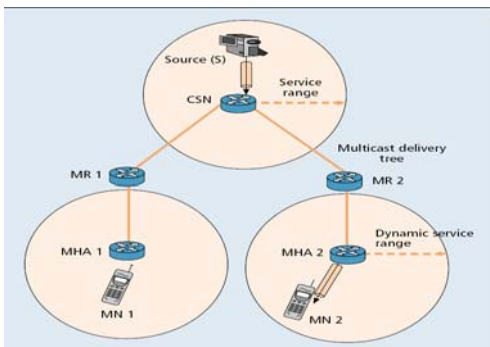 Source (S)
Service
range
CSN
Multicast delivery
tree
MR 1
MR 2
Dynamic service
range
MHA 1
MHA 2
MN 1
MN 2